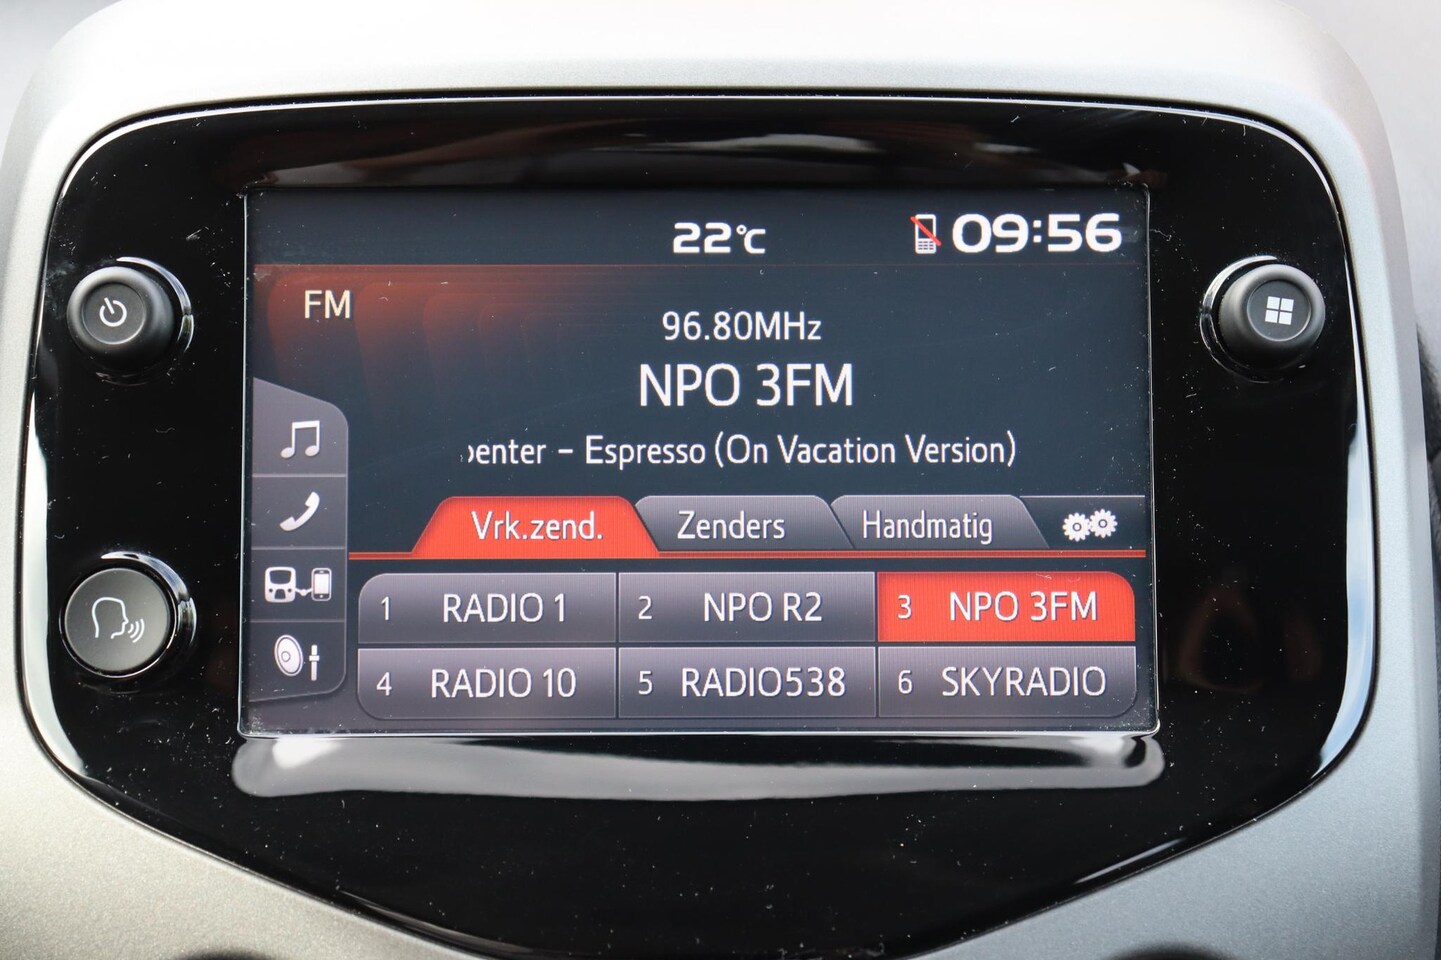 22°C
09:56
FM
96.80MHz
NPO 3FM
enter – Espresso (On Vacation Version)
Vrk.zend.
Zenders
Handmatig
1 RADIO 1
2 NPO R2
3 NPO 3FM
4 RADIO 10
5 RADIO538
6 SKYRADIO